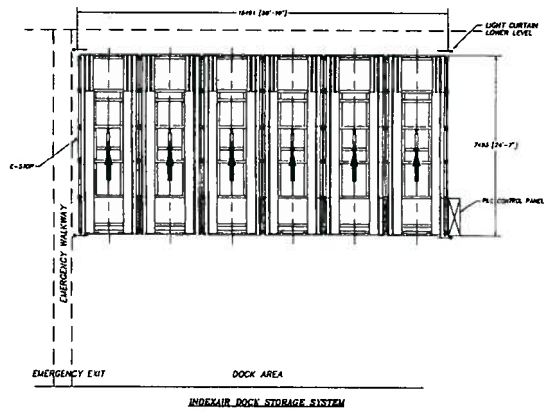 LIGHT CURTAIN
LOWER LEVEL
E-STOP
PLC CONTROL PANEL
EMERGENCY WALKWAY
EMERGENCY EXIT
DOCK AREA
INDEXAIR DOCK STORAGE SYSTEM